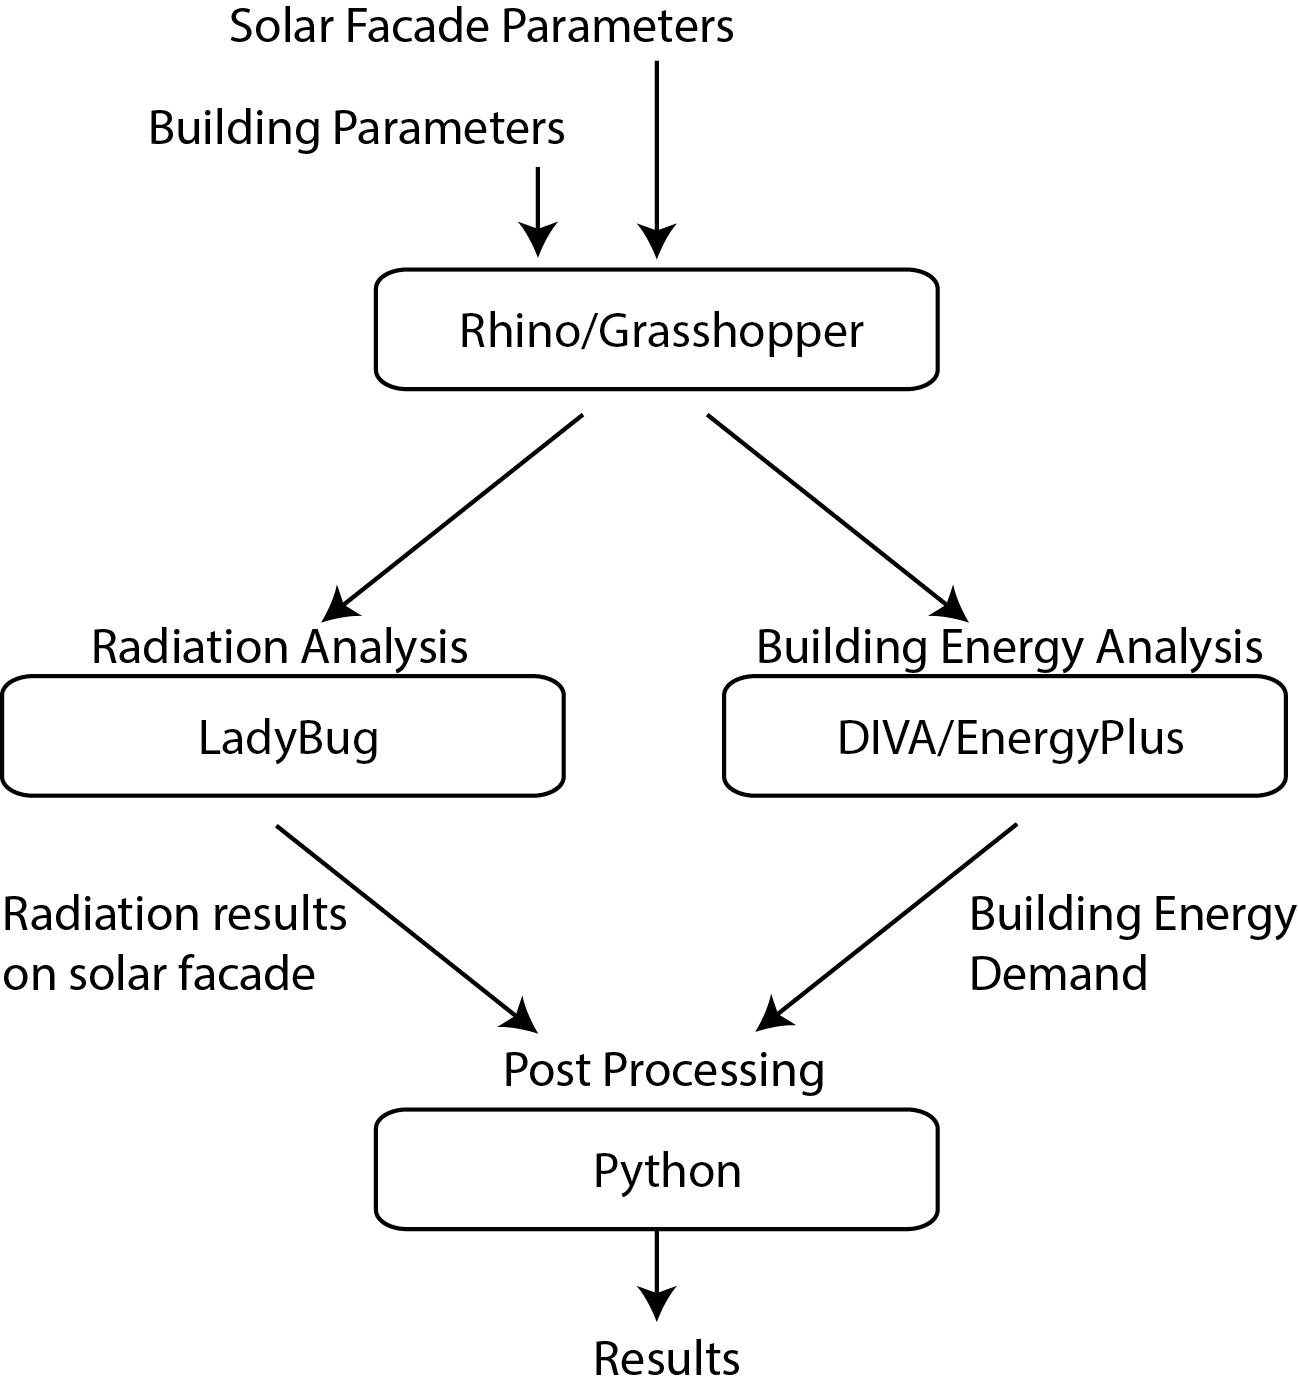 Solar Facade Parameters
Building Parameters
Rhino/Grasshopper
Radiation Analysis
LadyBug
Building Energy Analysis
DIVA/EnergyPlus
Radiation results
on solar facade
Building Energy
Demand
Post Processing
Python
Results